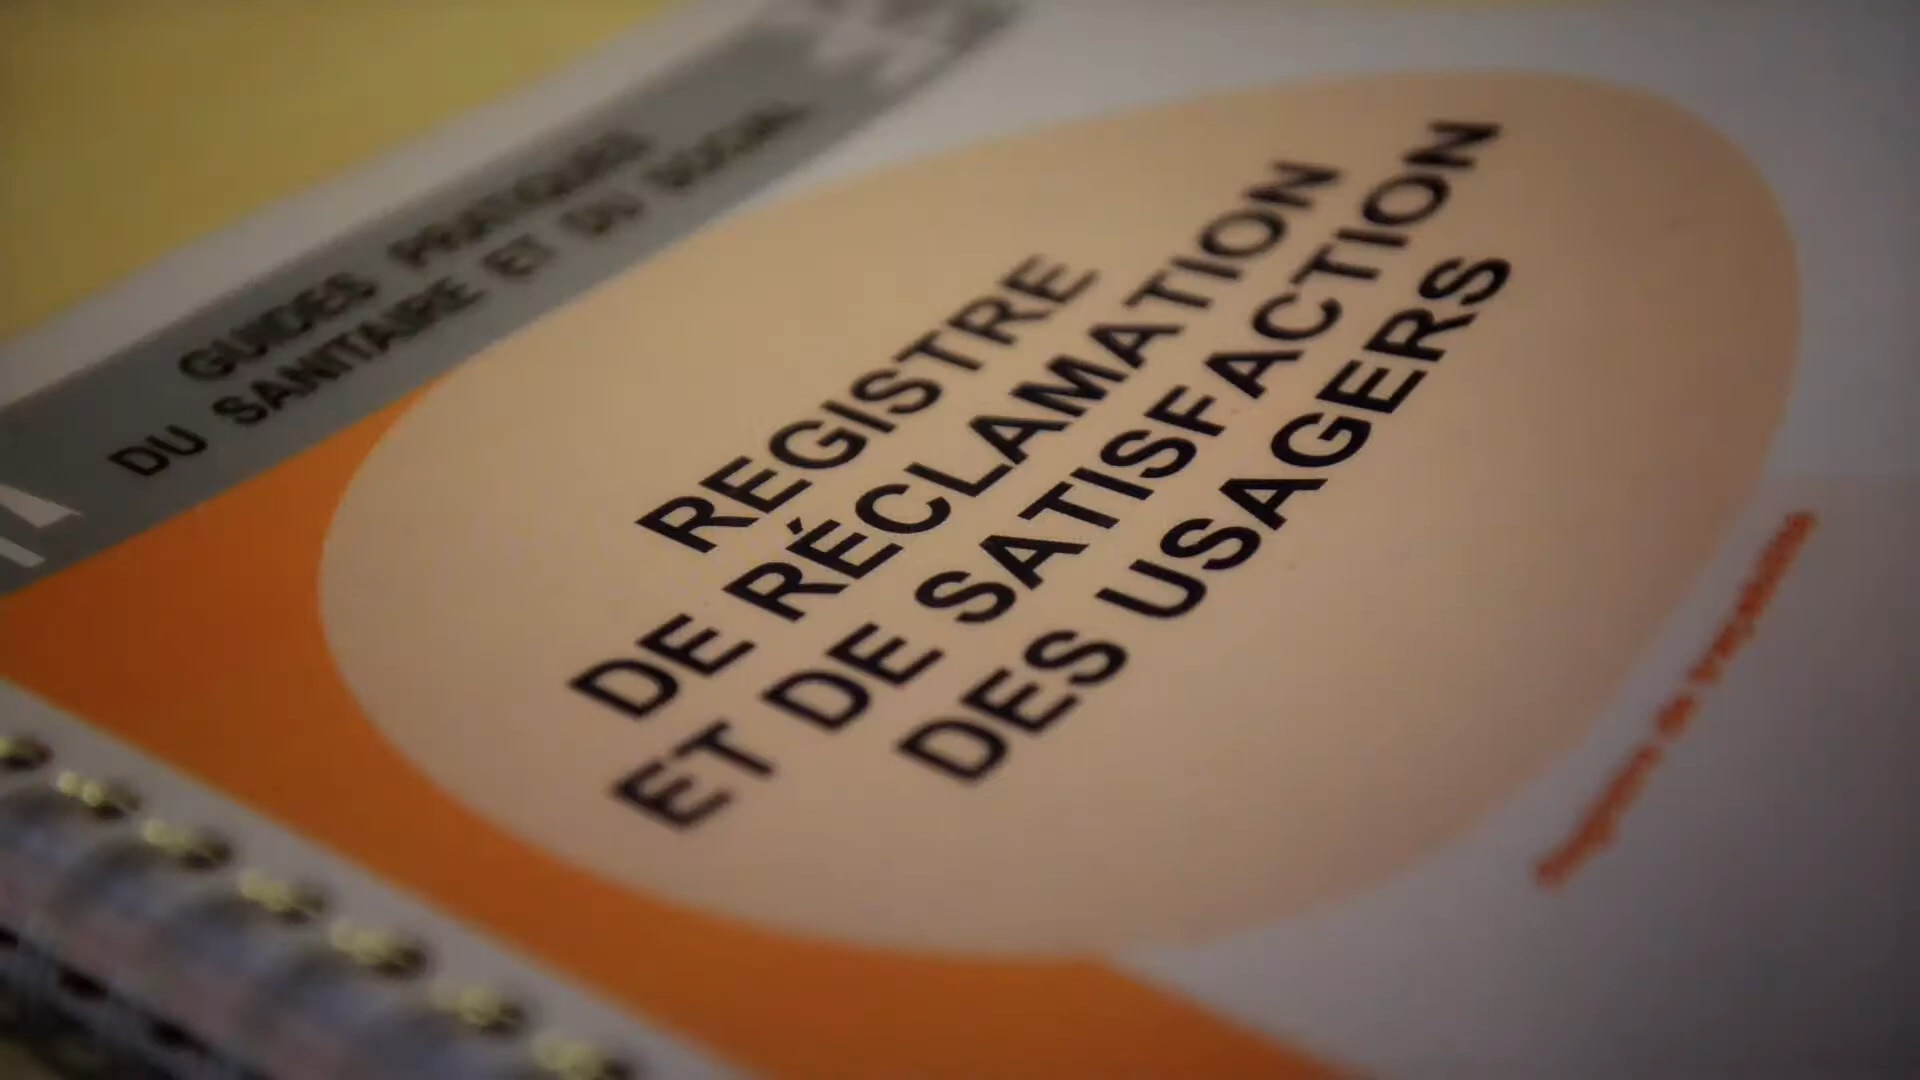 GUIDES PRATIQUES
DU SANITAIRE ET DU SOCIAL
REGISTRE
DE RÉCLAMATION
ET DE SATISFACTION
DES USAGERS